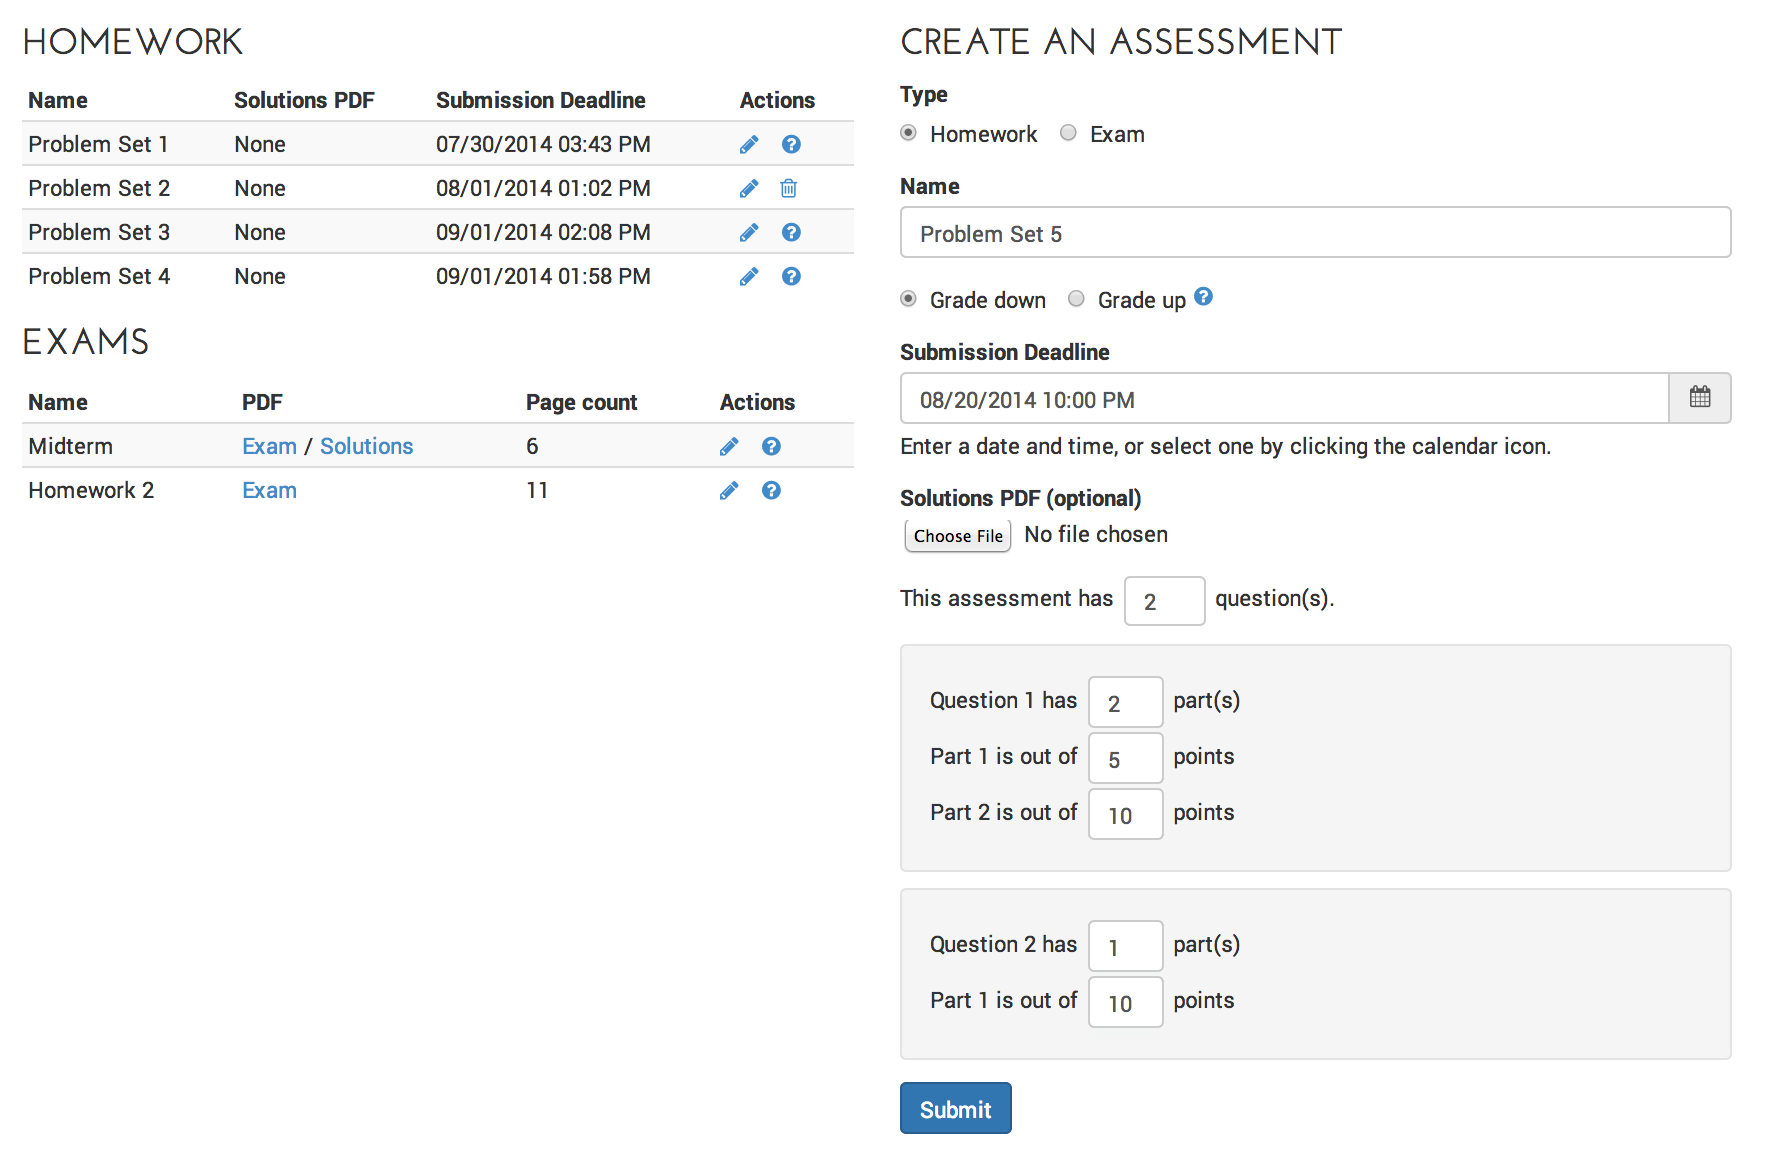 HOMEWORK
Name Solutions PDF Submission Deadline Actions
Problem Set 1 None 07/30/2014 03:43 PM
Problem Set 2 None 08/01/2014 01:02 PM
Problem Set 3 None 09/01/2014 02:08 PM
Problem Set 4 None 09/01/2014 01:58 PM
EXAMS
Name PDF Page count Actions
Midterm Exam / Solutions 6
Homework 2 Exam 11
CREATE AN ASSESSMENT
Type
Homework Exam
Name
Problem Set 5
Grade down Grade up
Submission Deadline
08/20/2014 10:00 PM
Enter a date and time, or select one by clicking the calendar icon.
Solutions PDF (optional)
Choose File No file chosen
This assessment has 2 question(s).
Question 1 has 2 part(s)
Part 1 is out of 5 points
Part 2 is out of 10 points
Question 2 has 1 part(s)
Part 1 is out of 10 points
Submit